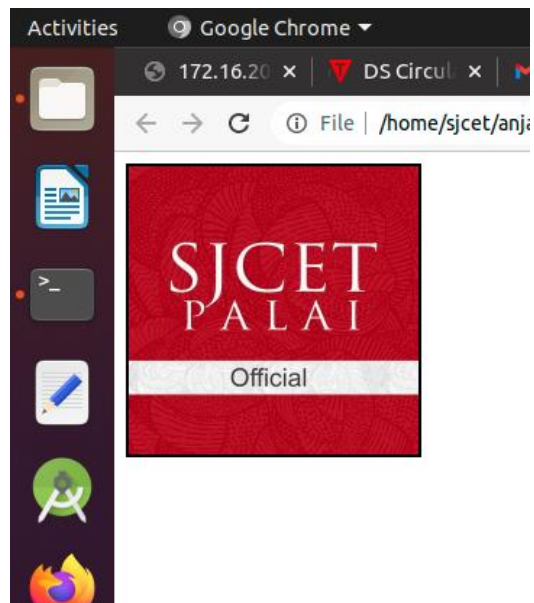 Activities Google Chrome
172.16.20 DS Circul
File /home/sjcet/anja
SJCET
PALAI
Official
>_